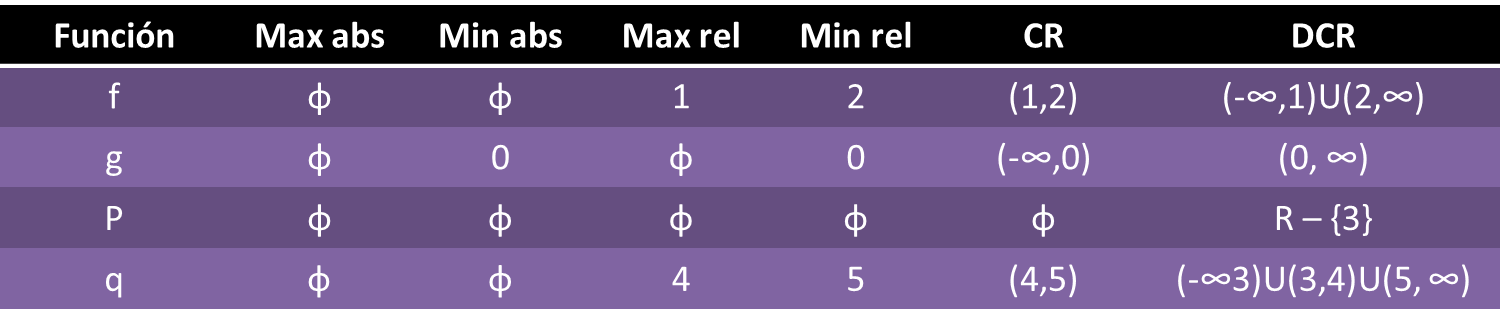 Función Max abs Min abs Max rel Min rel CR DCR
f ф ф 1 2 (1,2) (-∞,1)U(2,∞)
g ф 0 ф 0 (-∞,0) (0, ∞)
P ф ф ф ф ф R – {3}
q ф ф 4 5 (4,5) (-∞3)U(3,4)U(5, ∞)